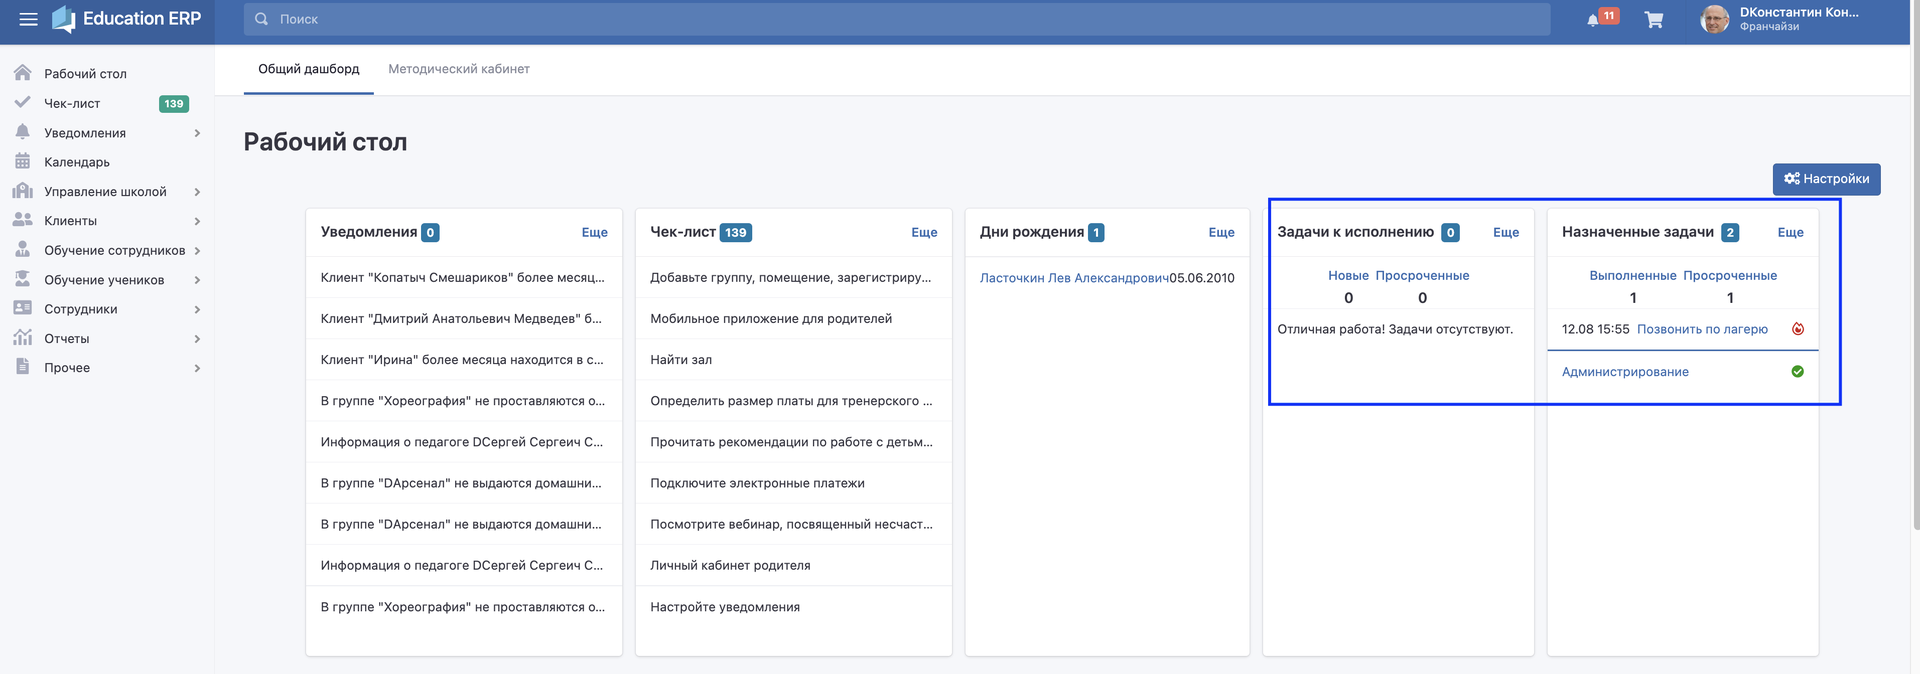 Education ERP
Поиск
11
DКонстантин Кон...
Франчайзи
Рабочий стол
Чек-лист 139
Уведомления
Календарь
Управление школой
Клиенты
Обучение сотрудников
Обучение учеников
Сотрудники
Отчеты
Прочее
Общий дашборд Методический кабинет
Рабочий стол
Настройки
Уведомления 0 Еще
Клиент "Копатыч Смешариков" более месяц...
Клиент "Дмитрий Анатольевич Медведев" б...
Клиент "Ирина" более месяца находится в с...
В группе "Хореография" не проставляются о...
Информация о педагоге DСергей Сергеич С...
В группе "DАрсенал" не выдаются домашни...
В группе "DАрсенал" не выдаются домашни...
Информация о педагоге DСергей Сергеич С...
В группе "Хореография" не проставляются о...
Чек-лист 139 Еще
Добавьте группу, помещение, зарегистриру...
Мобильное приложение для родителей
Найти зал
Определить размер платы для тренерского ...
Прочитать рекомендации по работе с детьм...
Подключите электронные платежи
Посмотрите вебинар, посвященный несчаст...
Личный кабинет родителя
Настройте уведомления
Дни рождения 1 Еще
Ласточкин Лев Александрович05.06.2010
Задачи к исполнению 0 Еще
Новые Просроченные
0 0
Отличная работа! Задачи отсутствуют.
Назначенные задачи 2 Еще
Выполненные Просроченные
1 1
12.08 15:55 Позвонить по лагерю
Администрирование